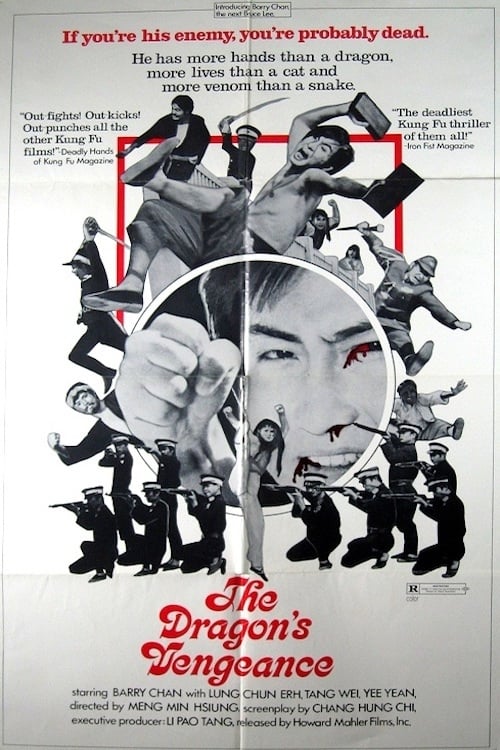 Introducing Barry Chan,
the next Bruce Lee.
If you're his enemy, you're probably dead.
He has more hands than a dragon,
more lives than a cat and
more venom than a snake.
"Out-fights! Out-kicks!
Out-punches all the
other Kung Fu
films!"-Deadly Hands
of Kung Fu Magazine
"The deadliest
Kung Fu thriller
of them all!"
-Iron Fist Magazine
R RESTRICTED
color
The
Dragon's
Vengeance
starring BARRY CHAN with LUNG CHUN ERH, TANG WEI, YEE YEAN,
directed by MENG MIN HSIUNG, screenplay by CHANG HUNG CHI,
executive producer: LI PAO TANG, released by Howard Mahler Films, Inc.